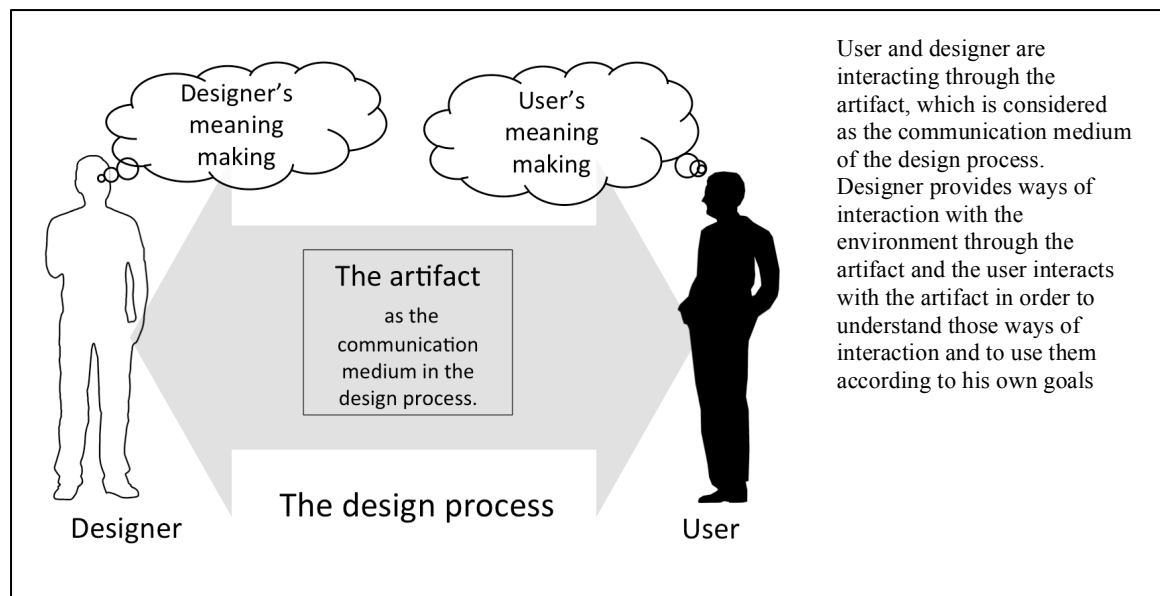 Designer's
meaning
making
User's
meaning
making
The artifact
as the
communication
medium in the
design process.
The design process
Designer
User
User and designer are
interacting through the
artifact, which is considered
as the communication medium
of the design process.
Designer provides ways of
interaction with the
environment through the
artifact and the user interacts
with the artifact in order to
understand those ways of
interaction and to use them
according to his own goals